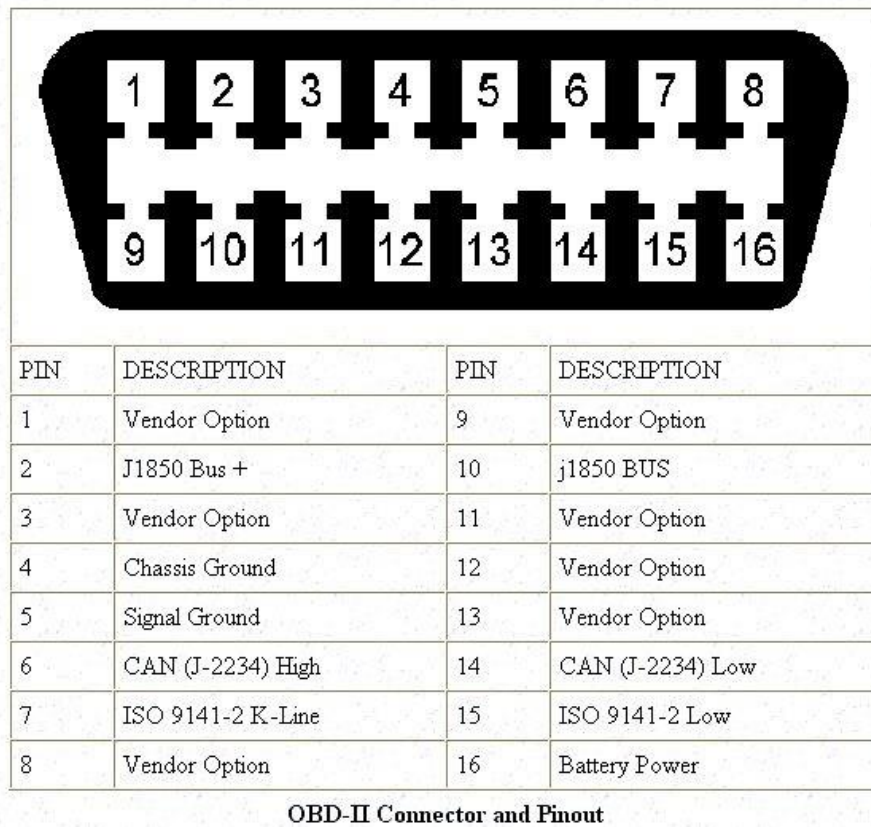 1 2 3 4 5 6 7 8
9 10 11 12 13 14 15 16
PIN DESCRIPTION PIN DESCRIPTION
1 Vendor Option 9 Vendor Option
2 J1850 Bus + 10 j1850 BUS
3 Vendor Option 11 Vendor Option
4 Chassis Ground 12 Vendor Option
5 Signal Ground 13 Vendor Option
6 CAN (J-2234) High 14 CAN (J-2234) Low
7 ISO 9141-2 K-Line 15 ISO 9141-2 Low
8 Vendor Option 16 Battery Power
OBD-II Connector and Pinout